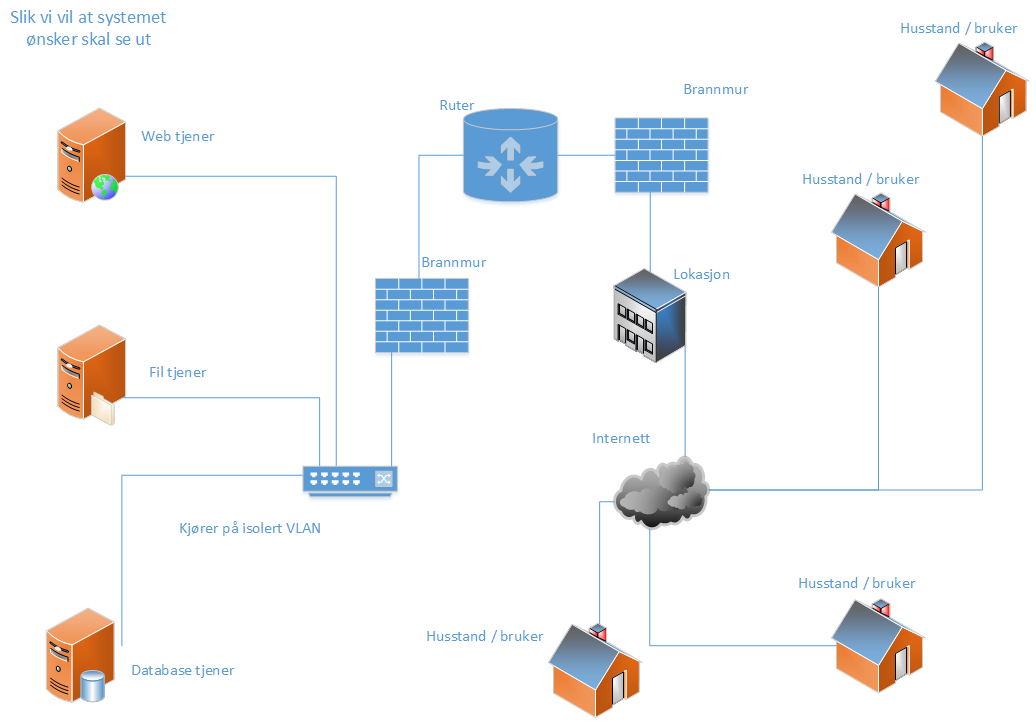 Slik vi vil at systemet
ønsker skal se ut
Husstand / bruker
Brannmur
Ruter
Web tjener
Husstand / bruker
Brannmur
Lokasjon
Fil tjener
Internett
Kjører på isolert VLAN
Husstand / bruker
Husstand / bruker
Database tjener